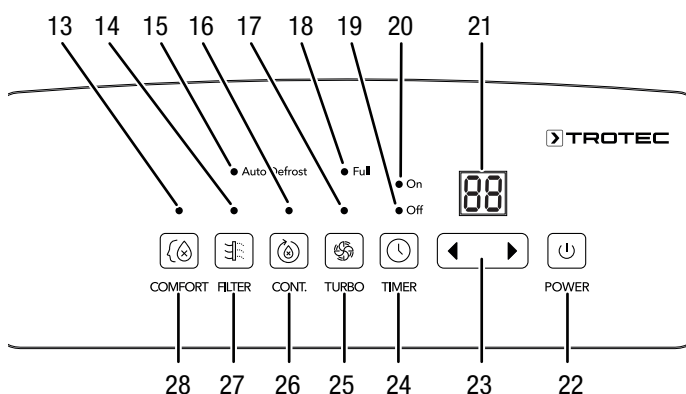 13 14 15 16 17 18 19 20 21
TROTEC
Auto Defrost Full
On
88
Off
COMFORT FILTER CONT. TURBO TIMER POWER
28 27 26 25 24 23 22